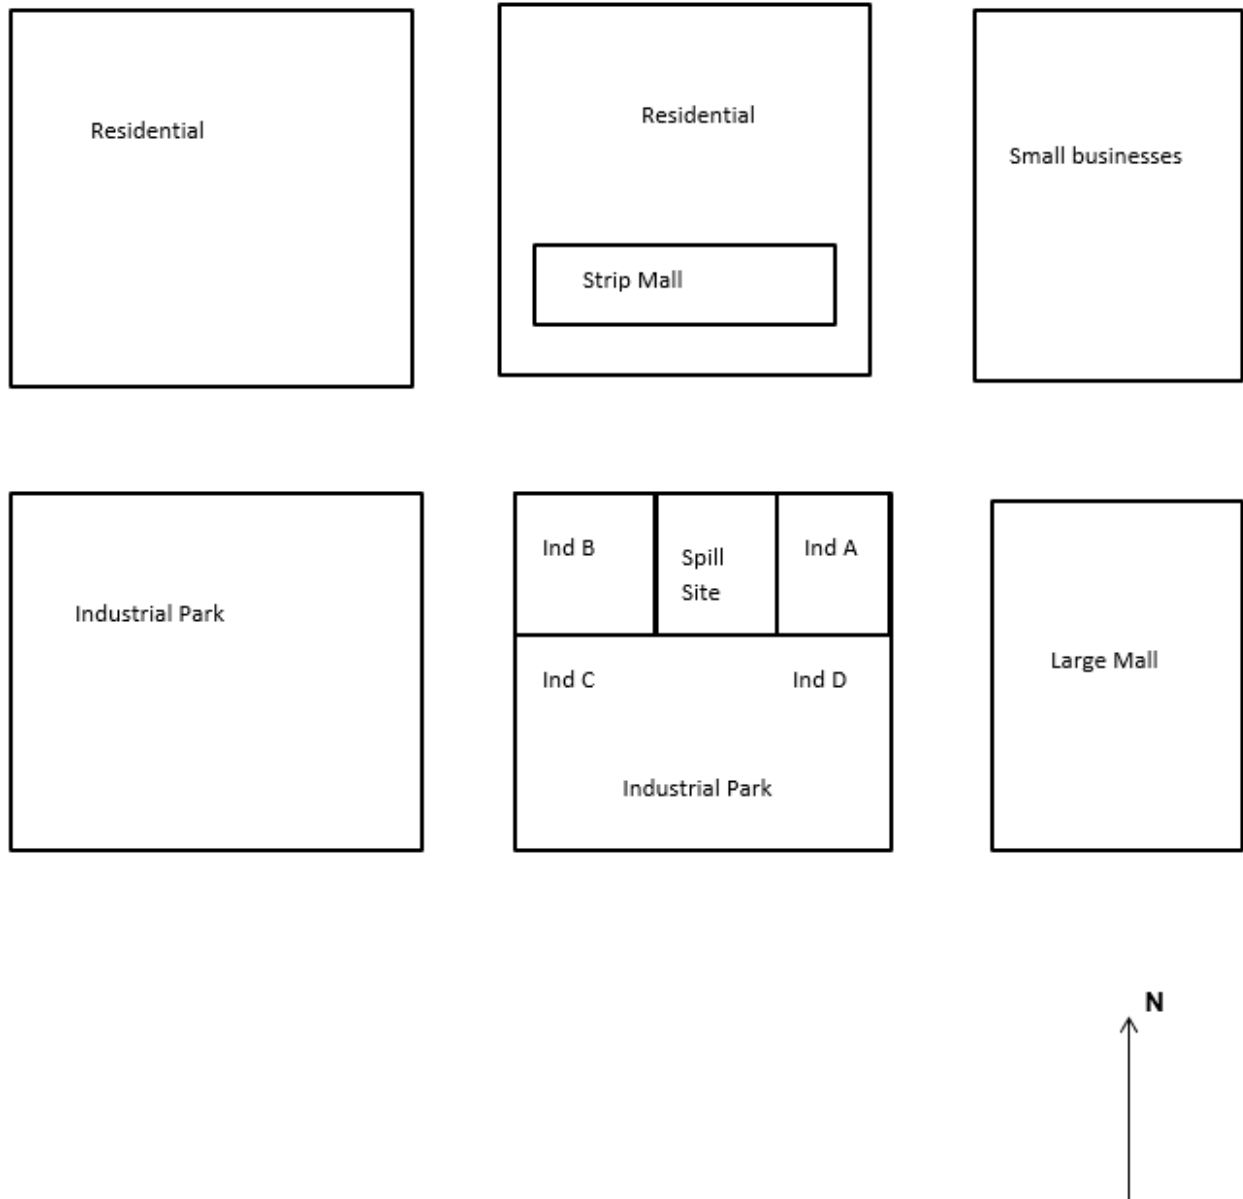 Residential
Residential
Small businesses
Strip Mall
Ind B
Spill
Site
Ind A
Industrial Park
Large Mall
Ind C
Ind D
Industrial Park
N